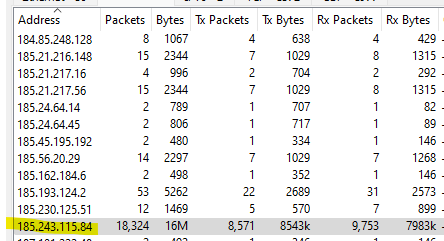 Address Packets Bytes Tx Packets Tx Bytes Rx Packets Rx Bytes
184.85.248.128 8 1067 4 638 4 429
185.21.216.148 15 2344 7 1029 8 1315
185.21.217.16 4 996 2 704 2 292
185.21.217.56 15 2344 7 1029 8 1315
185.24.64.14 2 789 1 707 1 82
185.24.64.45 2 806 1 717 1 89
185.45.195.192 2 480 1 334 1 146
185.56.20.29 14 2297 7 1029 7 1268
185.162.184.6 2 498 1 352 1 146
185.193.124.2 53 5262 22 2689 31 2573
185.230.125.51 12 1469 5 570 7 899
185.243.115.84 18,324 16M 8,571 8543k 9,753 7983k